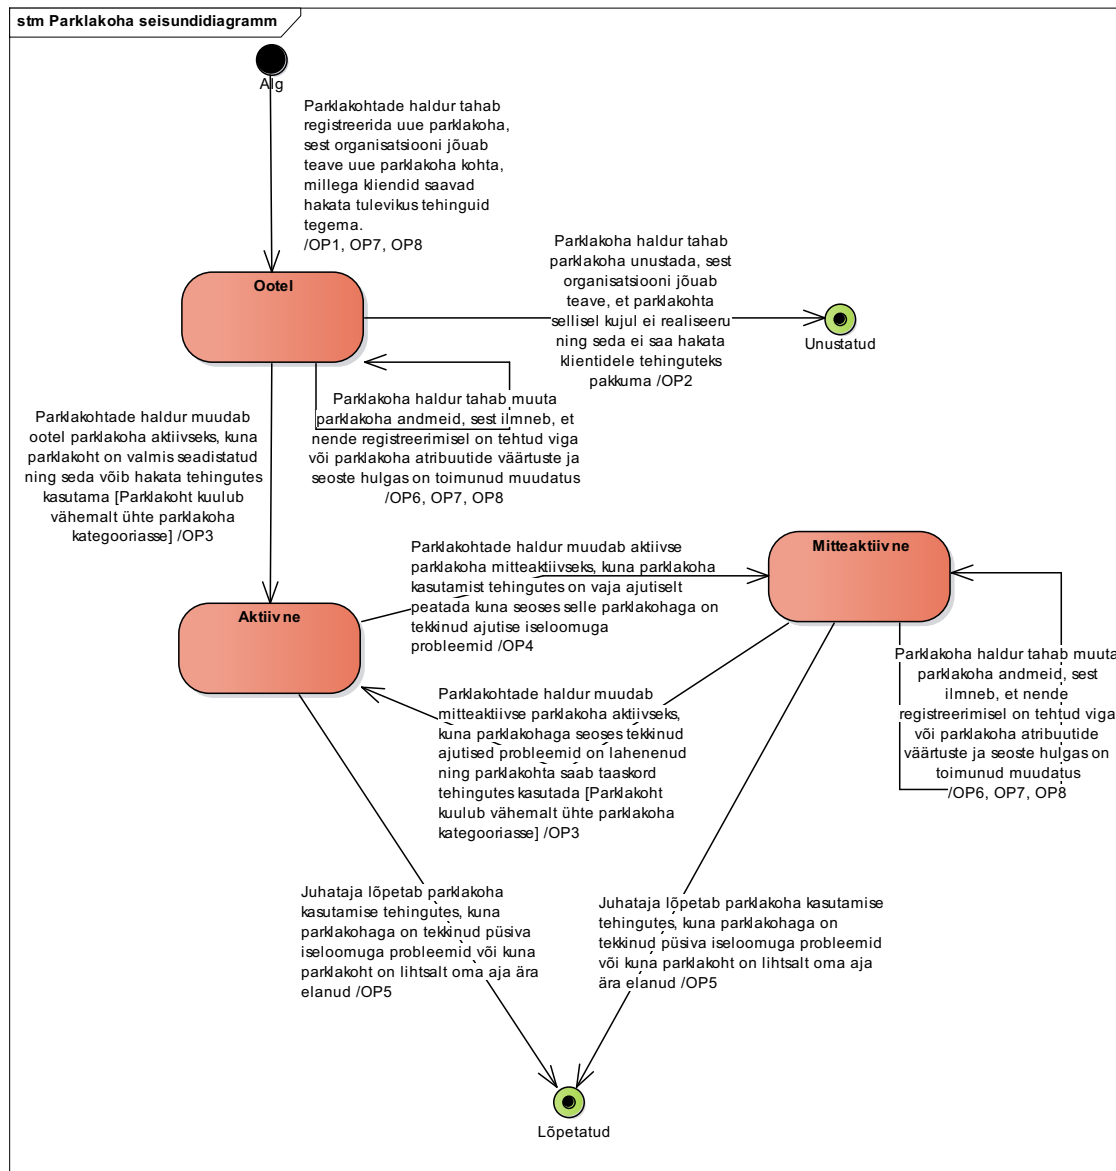 stm Parklakoha seisundidiagramm
Alg
Parklakohtade haldur tahab
registreerida uue parklakoha,
sest organisatsiooni jõuab
teave uue parklakoha kohta,
millega kliendid saavad
hakata tulevikus tehinguid
tegema.
/OP1, OP7, OP8
Ootel
Parklakoha haldur tahab
parklakoha unustada, sest
organisatsiooni jõuab
teave, et parklakohta
sellisel kujul ei realiseeru
ning seda ei saa hakata
klientidele tehinguteks
pakkuma /OP2
Unustatud
Parklakoha haldur tahab muuta
parklakoha andmeid, sest ilmneb, et
nende registreerimisel on tehtud viga
või parklakoha atribuutide väärtuste ja
seoste hulgas on toimunud muudatus
/OP6, OP7, OP8
Parklakohtade haldur muudab
ootel parklakoha aktiivseks, kuna
parklakoht on valmis seadistatud
ning seda võib hakata tehingutes
kasutama [Parklakoht kuulub
vähemalt ühte parklakoha
kategooriasse] /OP3
Mitteaktiivne
Parklakohtade haldur muudab aktiivse
parklakoha mitteaktiivseks, kuna parklakoha
kasutamist tehingutes on vaja ajutiselt
peatada kuna seoses selle parklakohaga on
tekkinud ajutise iseloomuga
probleemid /OP4
Aktiivne
Parklakoha haldur tahab muuta
parklakoha andmeid, sest
ilmneb, et nende
registreerimisel on tehtud viga
või parklakoha atribuutide
väärtuste ja seoste hulgas on
toimunud muudatus
/OP6, OP7, OP8
Parklakohtade haldur muudab
mitteaktiivse parklakoha aktiivseks,
kuna parklakohaga seoses tekkinud
ajutised probleemid on lahenenud
ning parklakohta saab taaskord
tehingutes kasutada [Parklakoht
kuulub vähemalt ühte parklakoha
kategooriasse] /OP3
Juhataja lõpetab parklakoha
kasutamise tehingutes, kuna
parklakohaga on tekkinud püsiva
iseloomuga probleemid või kuna
parklakoht on lihtsalt oma aja ära
elanud /OP5
Juhataja lõpetab parklakoha kasutamise
tehingutes, kuna parklakohaga on
tekkinud püsiva iseloomuga probleemid
või kuna parklakoht on lihtsalt oma aja
ära elanud /OP5
Lõpetatud